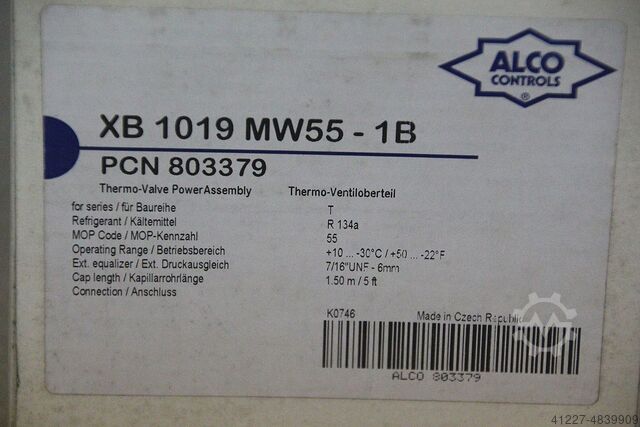 ALCO
CONTROLS
®
XB 1019 MW55 - 1B
PCN 803379
Thermo-Valve PowerAssembly Thermo-Ventiloberteil
for series / für Baureihe T
Refrigerant / Kältemittel R 134a
MOP Code / MOP-Kennzahl 55
Operating Range / Betriebsbereich +10 ... -30°C / +50 ... -22°F
Ext. equalizer / Ext. Druckausgleich 7/16"UNF - 6mm
Cap length / Kapillarrohrlänge 1.50 m / 5 ft
Connection / Anschluss
K0746 Made in Czech Republic
ALCO 803379
41227-4839909